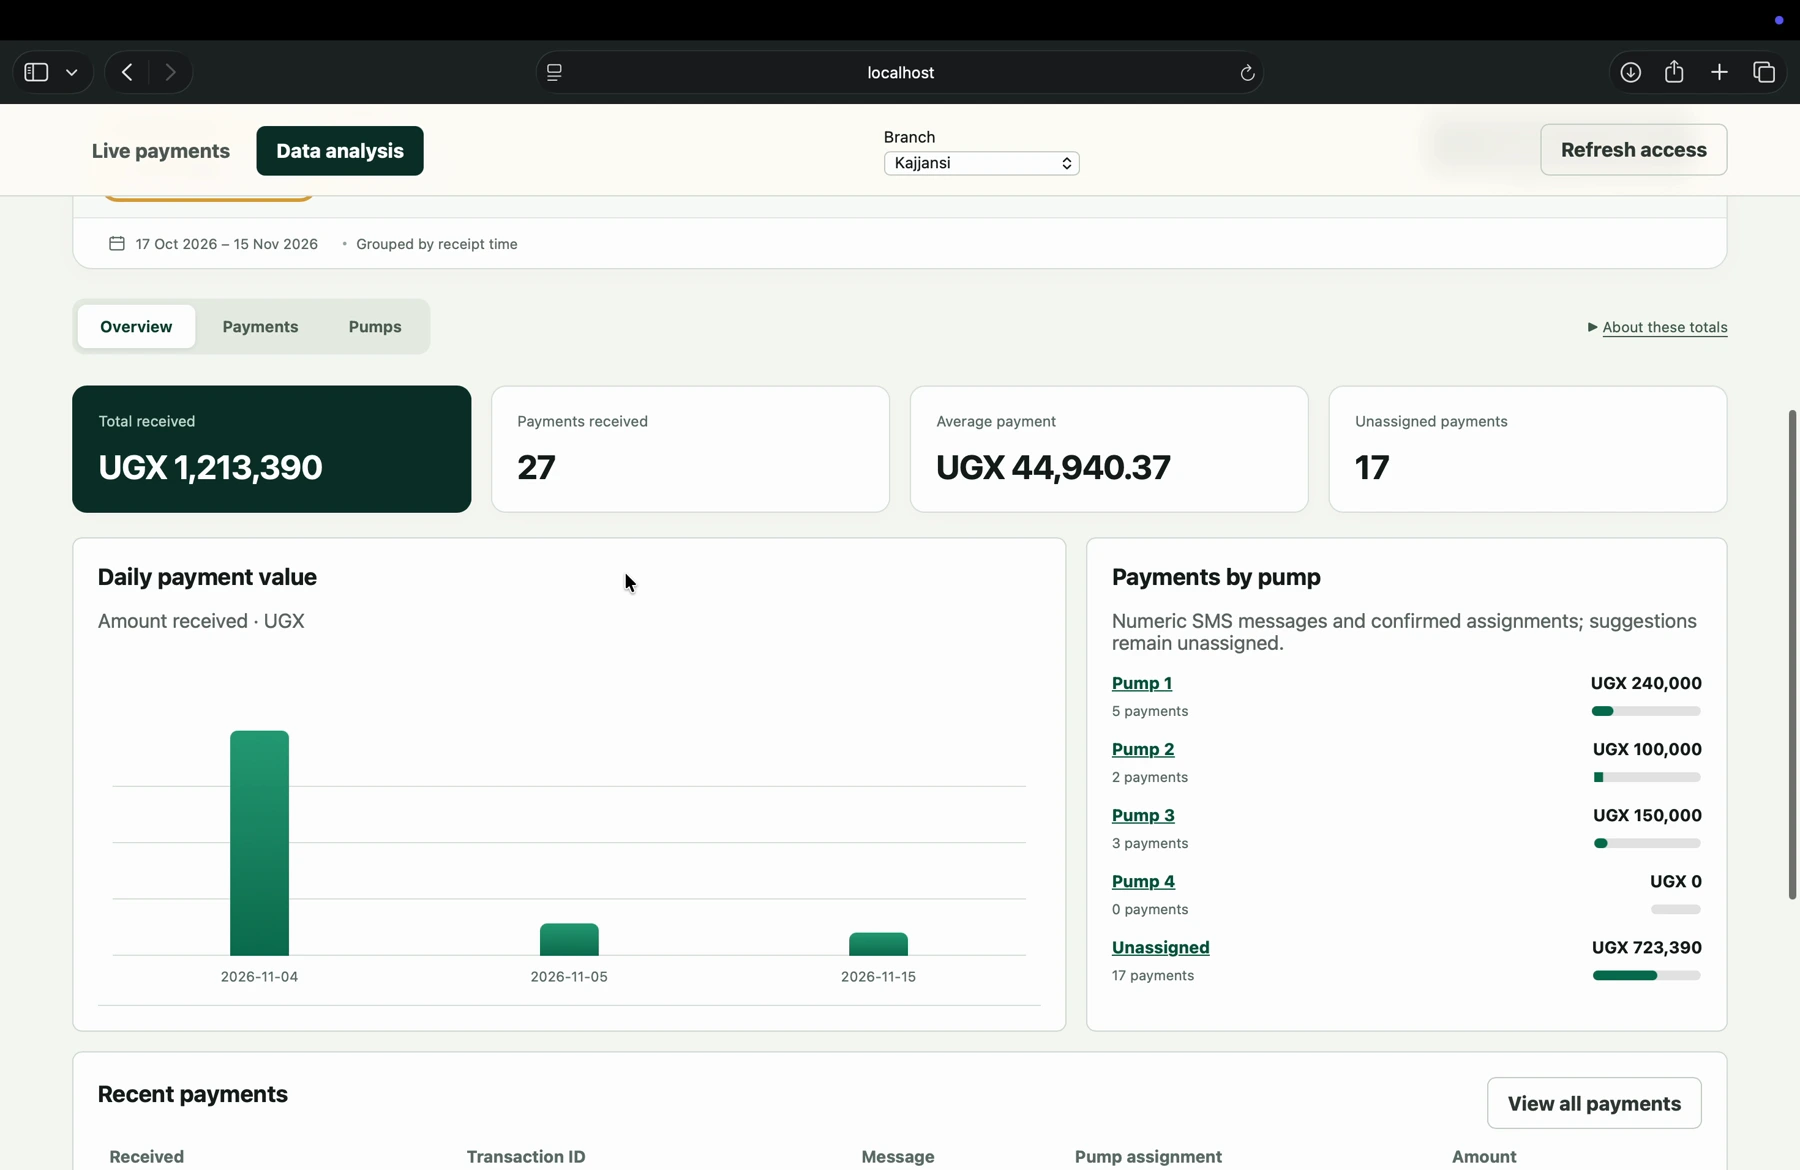 localhost
Live payments
Data analysis
Branch
Kajjansi
Refresh access
17 Oct 2026 – 15 Nov 2026 • Grouped by receipt time
Overview
Payments
Pumps
▶ About these totals
Total received
UGX 1,213,390
Payments received
27
Average payment
UGX 44,940.37
Unassigned payments
17
Daily payment value
Amount received · UGX
2026-11-04
2026-11-05
2026-11-15
Payments by pump
Numeric SMS messages and confirmed assignments; suggestions
remain unassigned.
Pump 1
UGX 240,000
5 payments
Pump 2
UGX 100,000
2 payments
Pump 3
UGX 150,000
3 payments
Pump 4
UGX 0
0 payments
Unassigned
UGX 723,390
17 payments
Recent payments
View all payments
Received
Transaction ID
Message
Pump assignment
Amount